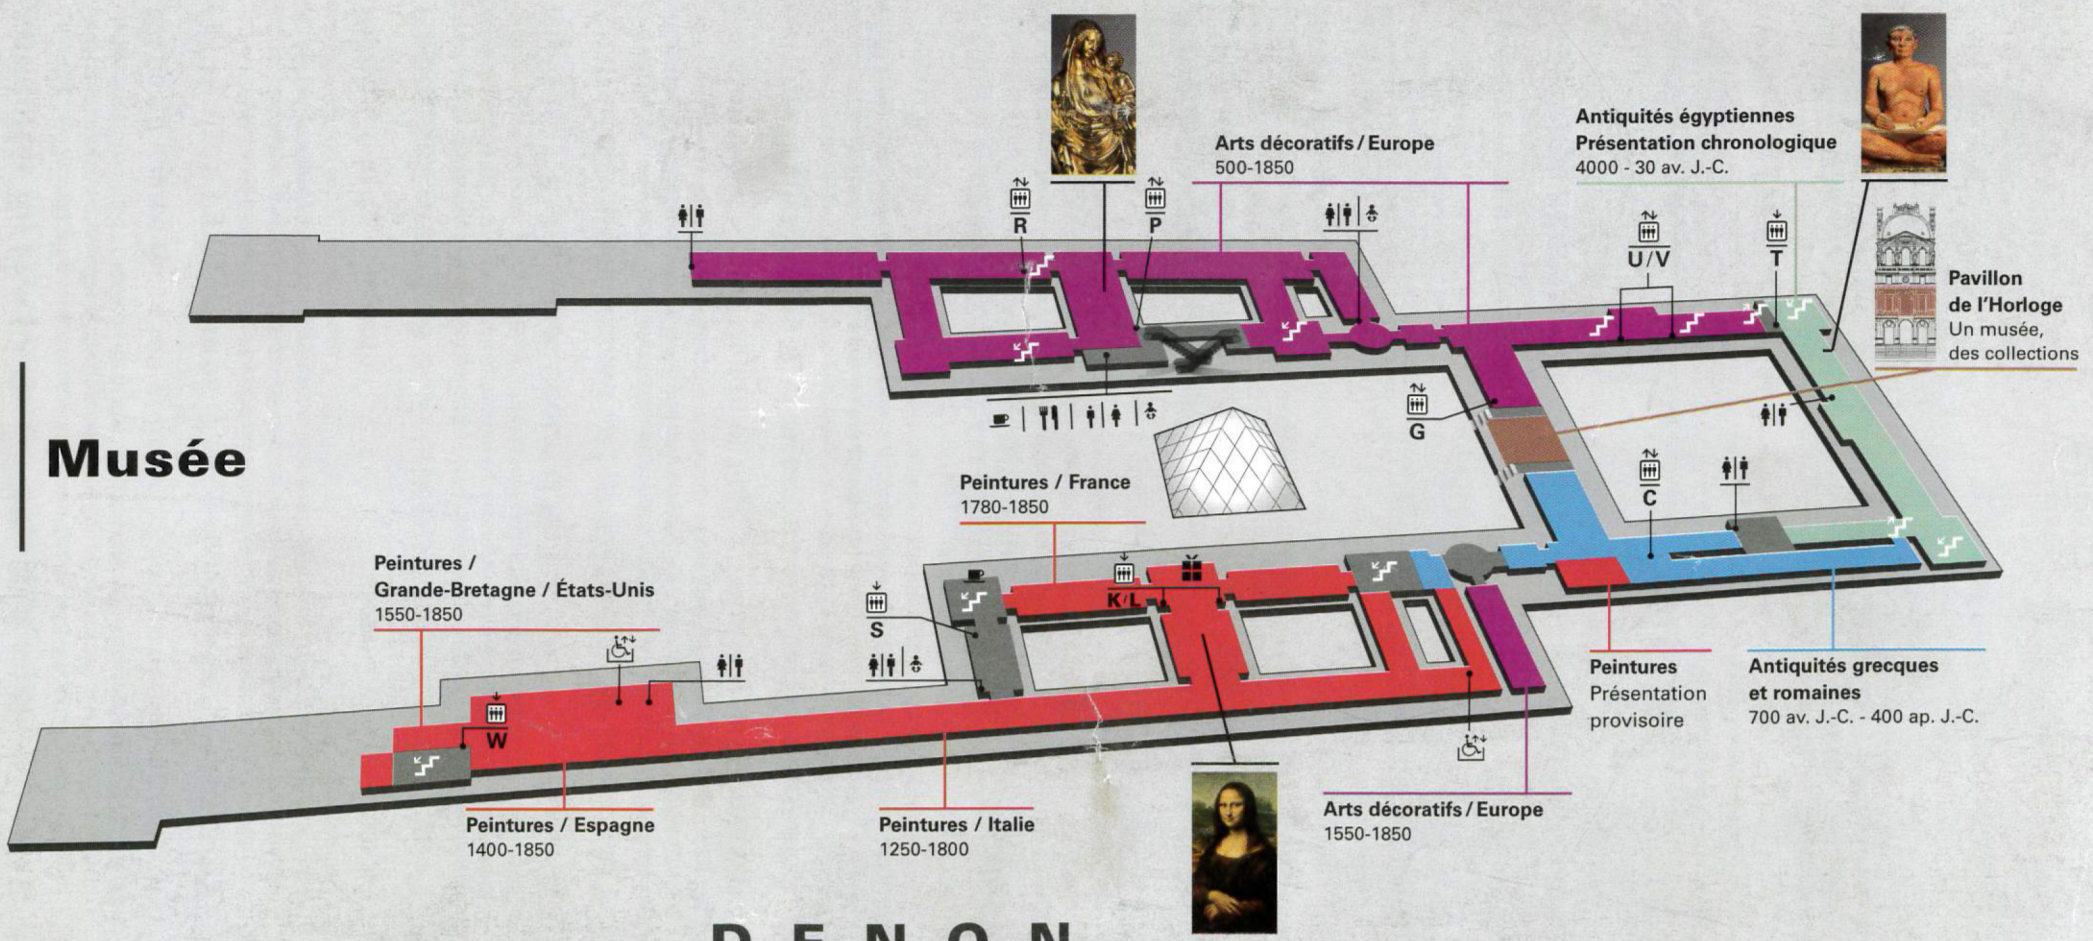 Arts décoratifs / Europe
500-1850
Antiquités égyptiennes
Présentation chronologique
4000 - 30 av. J.-C.
R
P
U/V
T
Pavillon
de l'Horloge
Un musée,
des collections
G
Musée
C
Peintures / France
1780-1850
Peintures /
Grande-Bretagne / États-Unis
1550-1850
K/L
S
W
Peintures
Présentation
provisoire
Antiquités grecques
et romaines
700 av. J.-C. - 400 ap. J.-C.
Peintures / Espagne
1400-1850
Peintures / Italie
1250-1800
Arts décoratifs / Europe
1550-1850
DENON